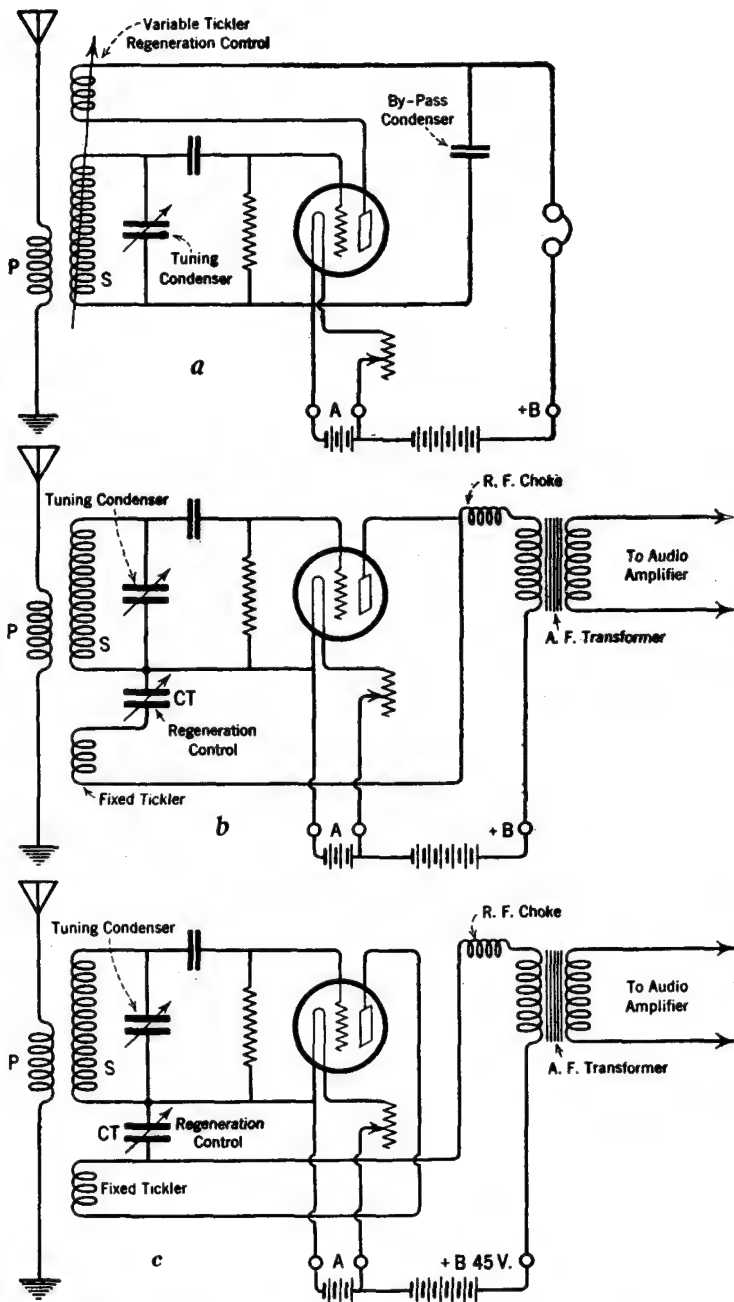 Variable Tickler
Regeneration Control
By-Pass
Condenser
P
S
Tuning
Condenser
a
A
+B
R. F. Choke
Tuning Condenser
To Audio
Amplifier
P
S
A. F. Transformer
CT
Regeneration
Control
Fixed Tickler
b
A
+B
R. F. Choke
Tuning Condenser
To Audio
Amplifier
P
S
A. F. Transformer
CT
Regeneration
Control
Fixed Tickler
c
A
+B 45 V.